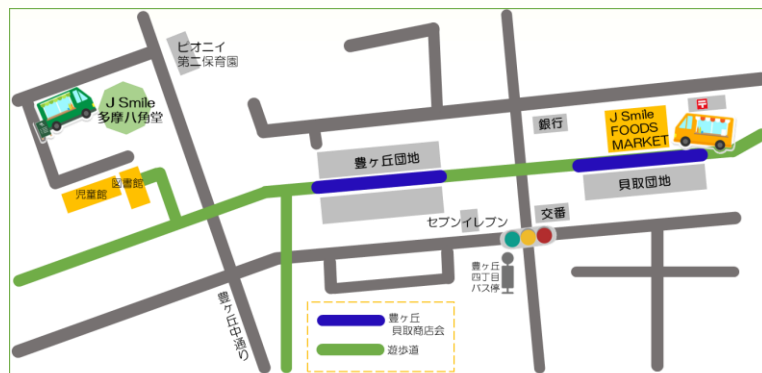 ピオニイ
第二保育園
J Smile
多摩八角堂
児童館
図書館
豊ヶ丘団地
銀行
J Smile
FOODS
MARKET
〒
貝取団地
セブンイレブン
交番
豊ヶ丘
四丁目
バス停
豊ヶ丘中通り
豊ヶ丘
貝取商店会
遊歩道